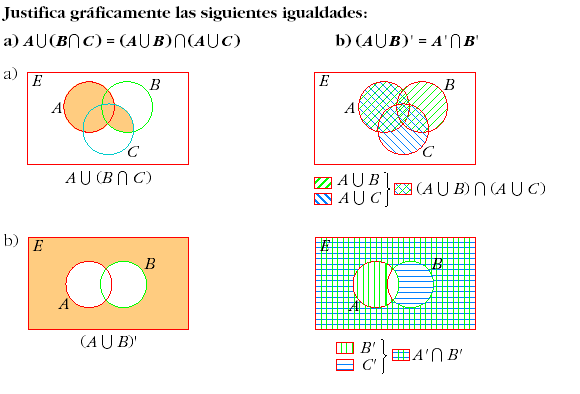 Justifica gráficamente las siguientes igualdades:
a) A∪(B∩C) = (A∪B)∩(A∪C) b) (A∪B)' = A'∩B'
a) E A B C
A ∪ (B ∩ C)
E A B C
A ∪ B
A ∪ C
(A ∪ B) ∩ (A ∪ C)
b) E A B
(A ∪ B)'
E A B
B'
C'
A' ∩ B'